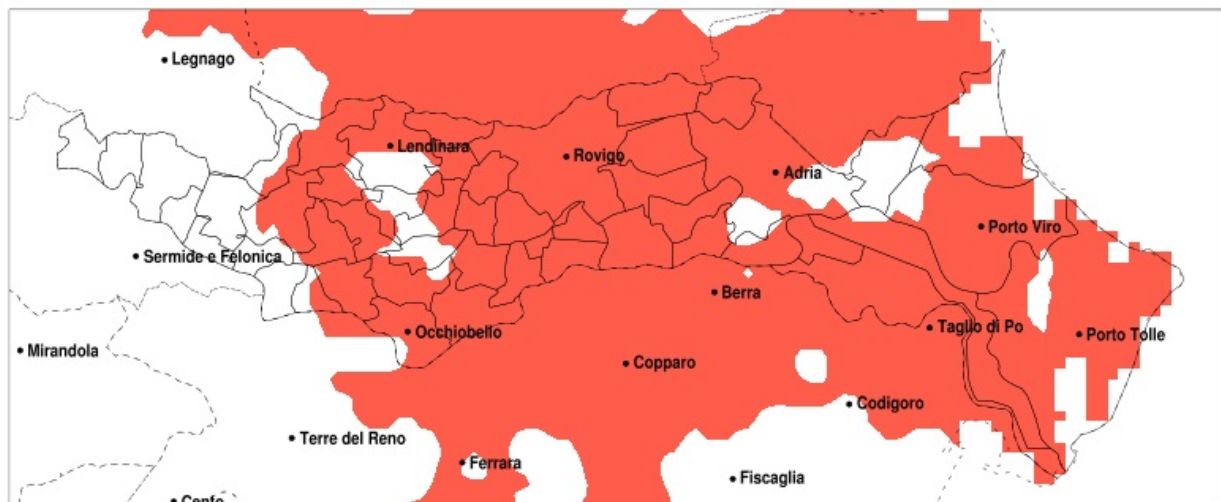 Legnago
Lendinara
Rovigo
Adria
Porto Viro
Sermide e Felonica
Berra
Taglio di Po
Occhiobello
Porto Tolle
Mirandola
Copparo
Codigoro
Terre del Reno
Ferrara
Fiscaglia
Cento